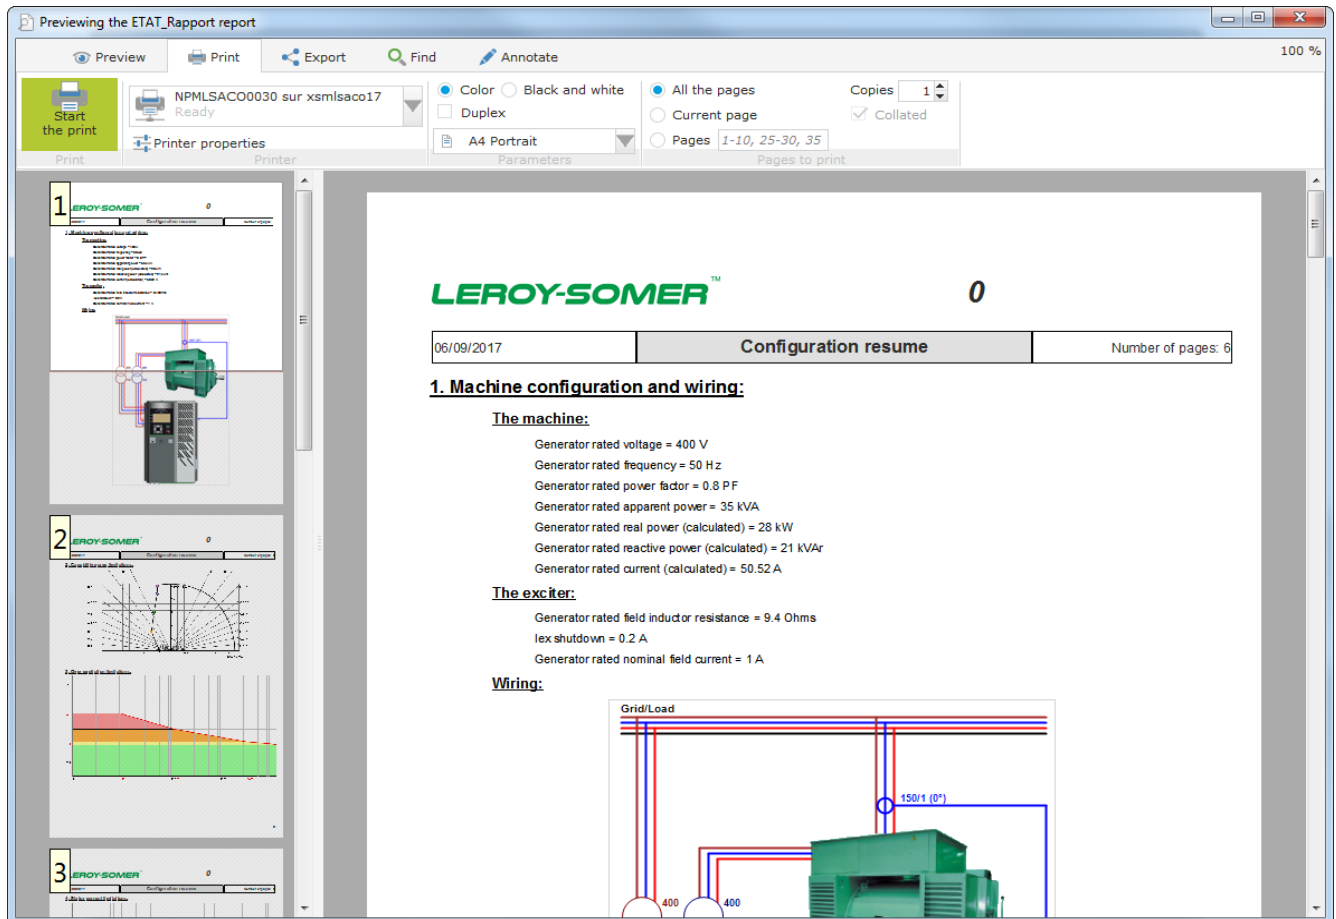 Previewing the ETAT_Rapport report
Preview
Print
Export
Find
Annotate
100 %
Start
the print
Print
NPMLSACO0030 sur xsmlsaco17
Ready
Printer properties
Printer
Color
Black and white
Duplex
A4 Portrait
Parameters
All the pages
Current page
Pages 1-10, 25-30, 35
Copies 1
Collated
Pages to print
1
LEROY-SOMER
0
Configuration resume
2
LEROY-SOMER
0
Configuration resume
3
LEROY-SOMER
0
Configuration resume
LEROY-SOMER™
0
06/09/2017
Configuration resume
Number of pages: 6
1. Machine configuration and wiring:
The machine:
Generator rated voltage = 400 V
Generator rated frequency = 50 Hz
Generator rated power factor = 0.8 PF
Generator rated apparent power = 35 kVA
Generator rated real power (calculated) = 28 kW
Generator rated reactive power (calculated) = 21 kVAr
Generator rated current (calculated) = 50.52 A
The exciter:
Generator rated field inductor resistance = 9.4 Ohms
Iex shutdown = 0.2 A
Generator rated nominal field current = 1 A
Wiring:
Grid/Load
150/1 (0°)
400
400